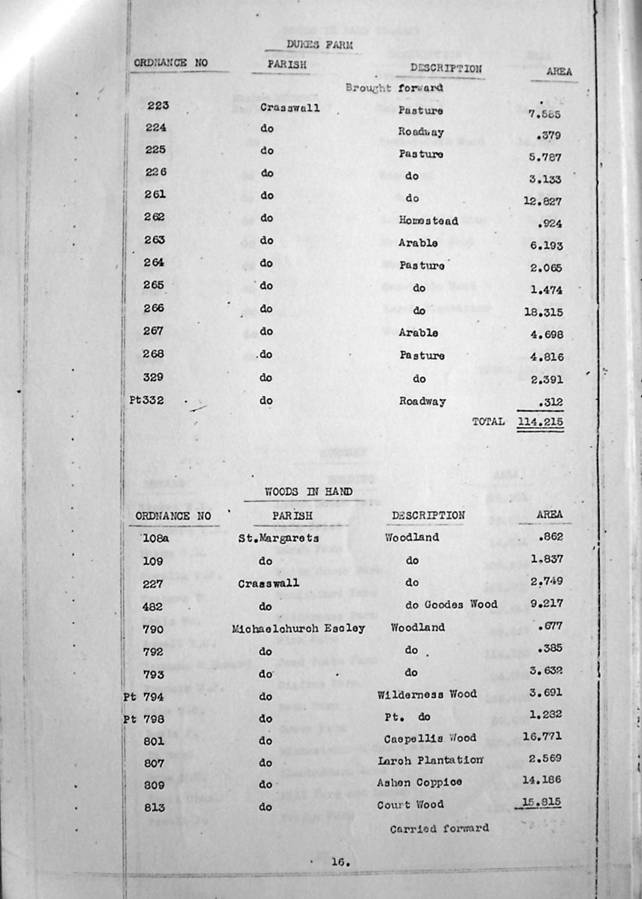 DUKES FARM
ORDNANCE NO PARISH DESCRIPTION AREA
Brought forward
223 Crasswall Pasture 7.585
224 do Roadway .379
225 do Pasture 5.787
226 do do 3.133
261 do do 12.827
262 do Homestead .924
263 do Arable 6.193
264 do Pasture 2.065
265 do do 1.474
266 do do 18.315
267 do Arable 4.698
268 do Pasture 4.816
329 do do 2.391
Pt332 do Roadway .312
TOTAL 114.215
WOODS IN HAND
ORDNANCE NO PARISH DESCRIPTION AREA
108a St.Margarets Woodland .862
109 do do 1.837
227 Crasswall do 2.749
482 do do Goodes Wood 9.217
790 Michaelchurch Escley Woodland .677
792 do do .385
793 do do 3.632
Pt 794 do Wilderness Wood 3.691
Pt 798 do Pt. do 1.232
801 do Caepellis Wood 16.771
807 do Larch Plantation 2.569
809 do Ashen Coppice 14.186
813 do Court Wood 15.815
Carried forward
16.